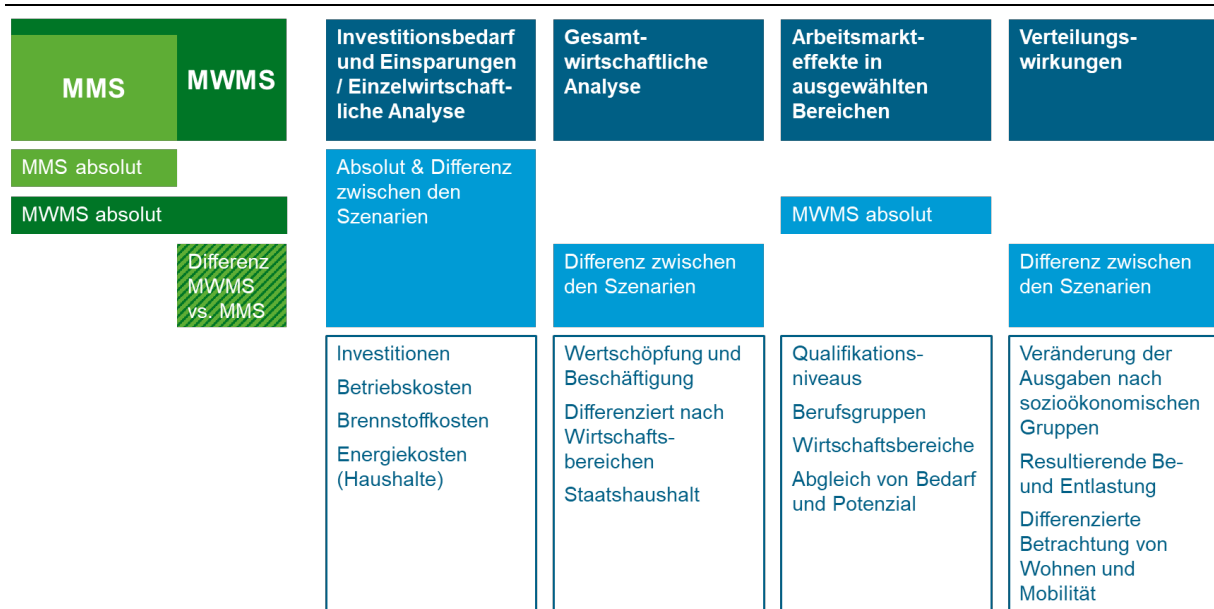 MMS
MWMS
MMS absolut
MWMS absolut
Differenz
MWMS
vs. MMS
Investitionsbedarf
und Einsparungen
/ Einzelwirtschaft-
liche Analyse
Absolut & Differenz
zwischen den
Szenarien
Investitionen
Betriebskosten
Brennstoffkosten
Energiekosten
(Haushalte)
Gesamt-
wirtschaftliche
Analyse
Differenz zwischen
den Szenarien
Wertschöpfung und
Beschäftigung
Differenziert nach
Wirtschafts-
bereichen
Staatshaushalt
Arbeitsmarkt-
effekte in
ausgewählten
Bereichen
MWMS absolut
Qualifikations-
niveaus
Berufsgruppen
Wirtschaftsbereiche
Abgleich von Bedarf
und Potenzial
Verteilungs-
wirkungen
Differenz zwischen
den Szenarien
Veränderung der
Ausgaben nach
sozioökonomischen
Gruppen
Resultierende Be-
und Entlastung
Differenzierte
Betrachtung von
Wohnen und
Mobilität